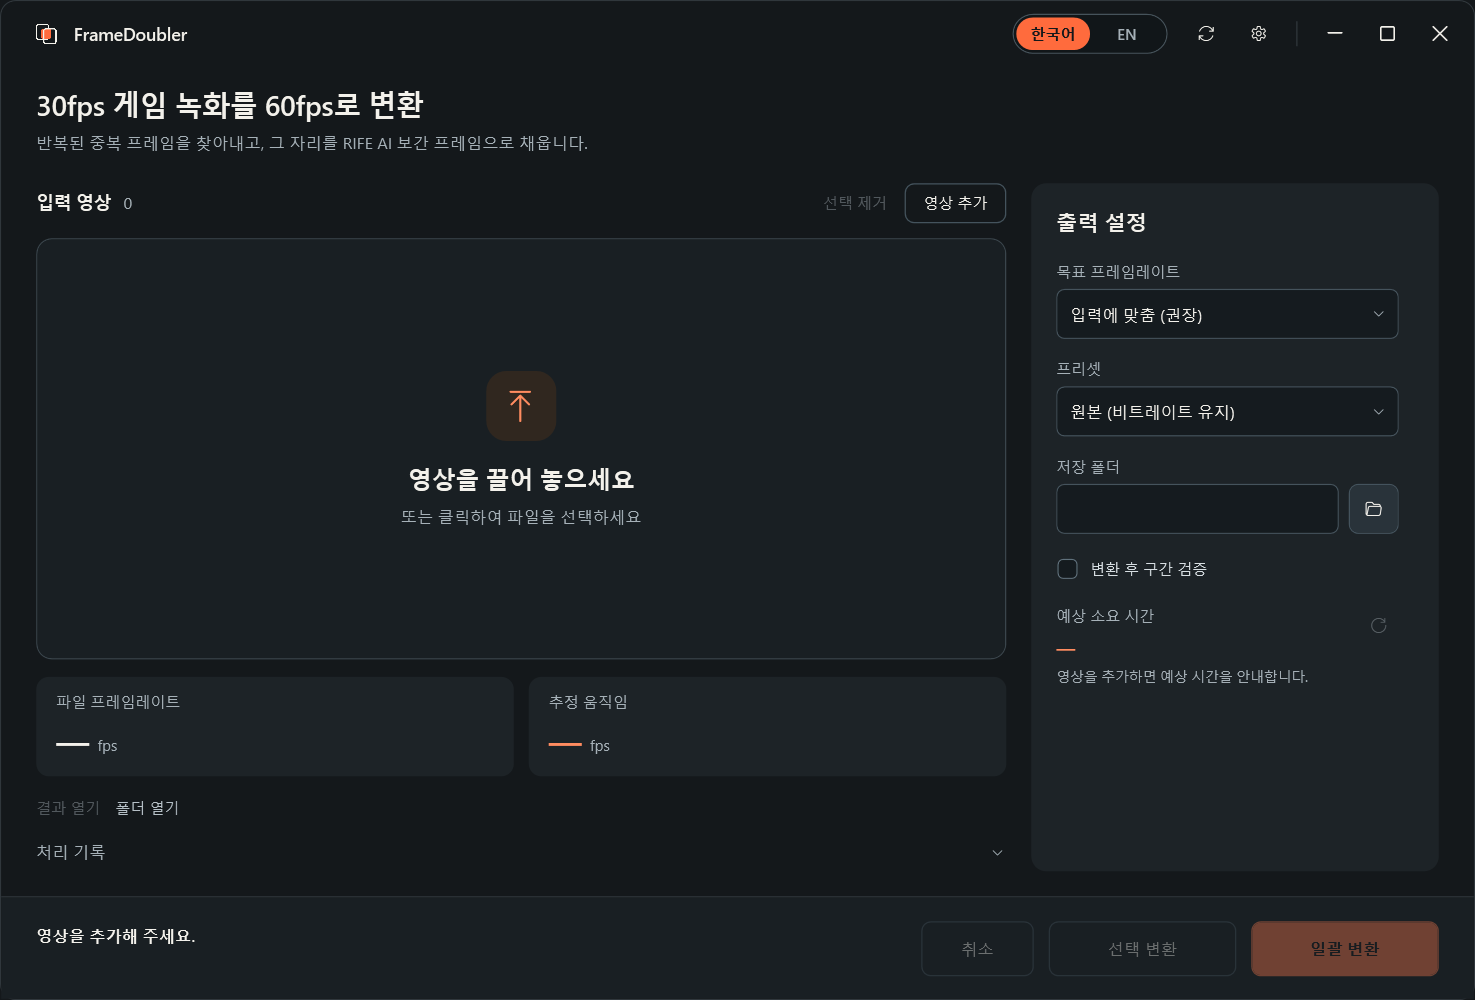 FrameDoubler
한국어
EN
30fps 게임 녹화를 60fps로 변환
반복된 중복 프레임을 찾아내고, 그 자리를 RIFE AI 보간 프레임으로 채웁니다.
입력 영상 0
선택 제거
영상 추가
영상을 끌어 놓으세요
또는 클릭하여 파일을 선택하세요
파일 프레임레이트
fps
추정 움직임
fps
결과 열기
폴더 열기
처리 기록
출력 설정
목표 프레임레이트
입력에 맞춤 (권장)
프리셋
원본 (비트레이트 유지)
저장 폴더
변환 후 구간 검증
예상 소요 시간
영상을 추가하면 예상 시간을 안내합니다.
영상을 추가해 주세요.
취소
선택 변환
일괄 변환